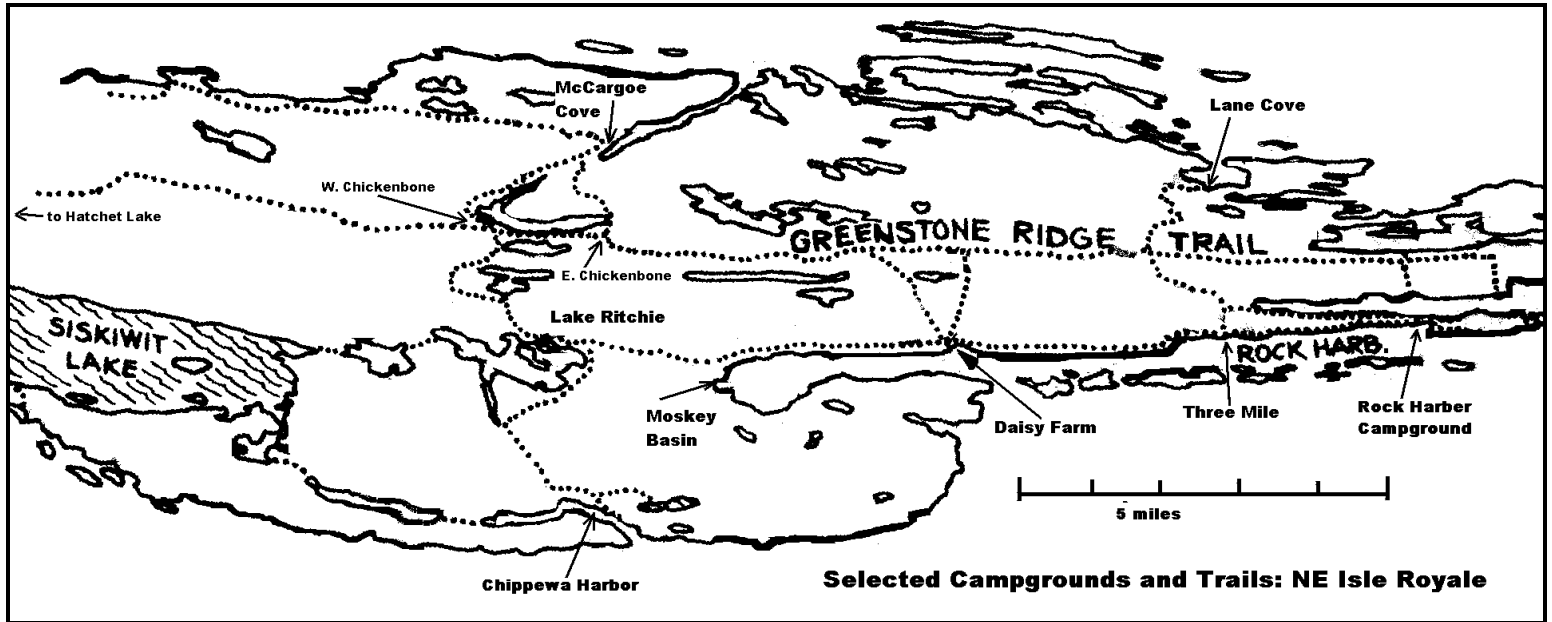 McCargoe
Cove
Lane Cove
W. Chickenbone
to Hatchet Lake
GREENSTONE RIDGE TRAIL
E. Chickenbone
Lake Ritchie
SISKIWIT
LAKE
ROCK HARB.
Moskey
Basin
Daisy Farm
Three Mile
Rock Harber
Campground
5 miles
Chippewa Harbor
Selected Campgrounds and Trails: NE Isle Royale